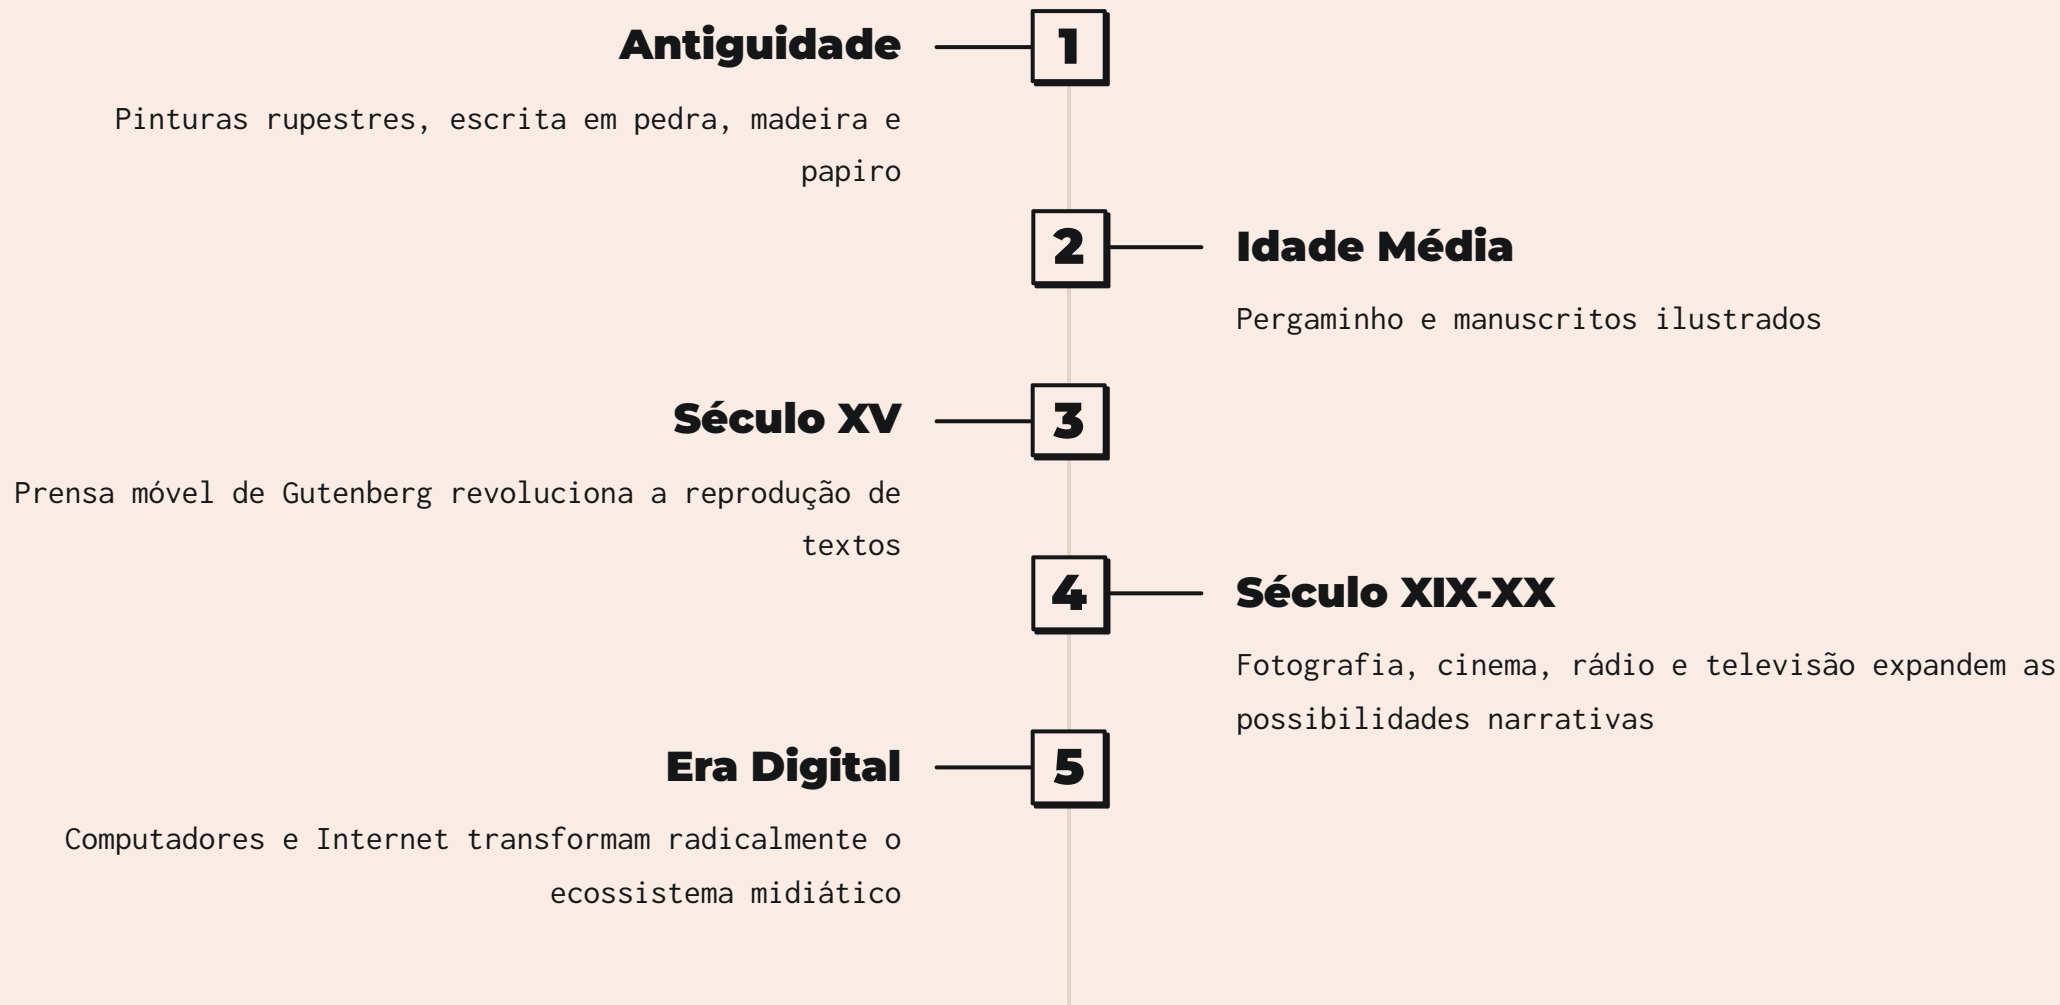 Antiguidade
1
Pinturas rupestres, escrita em pedra, madeira e
papiro
2
Idade Média
Pergaminho e manuscritos ilustrados
Século XV
3
Prensa móvel de Gutenberg revoluciona a reprodução de
textos
4
Século XIX-XX
Fotografia, cinema, rádio e televisão expandem as
possibilidades narrativas
Era Digital
5
Computadores e Internet transformam radicalmente o
ecossistema midiático